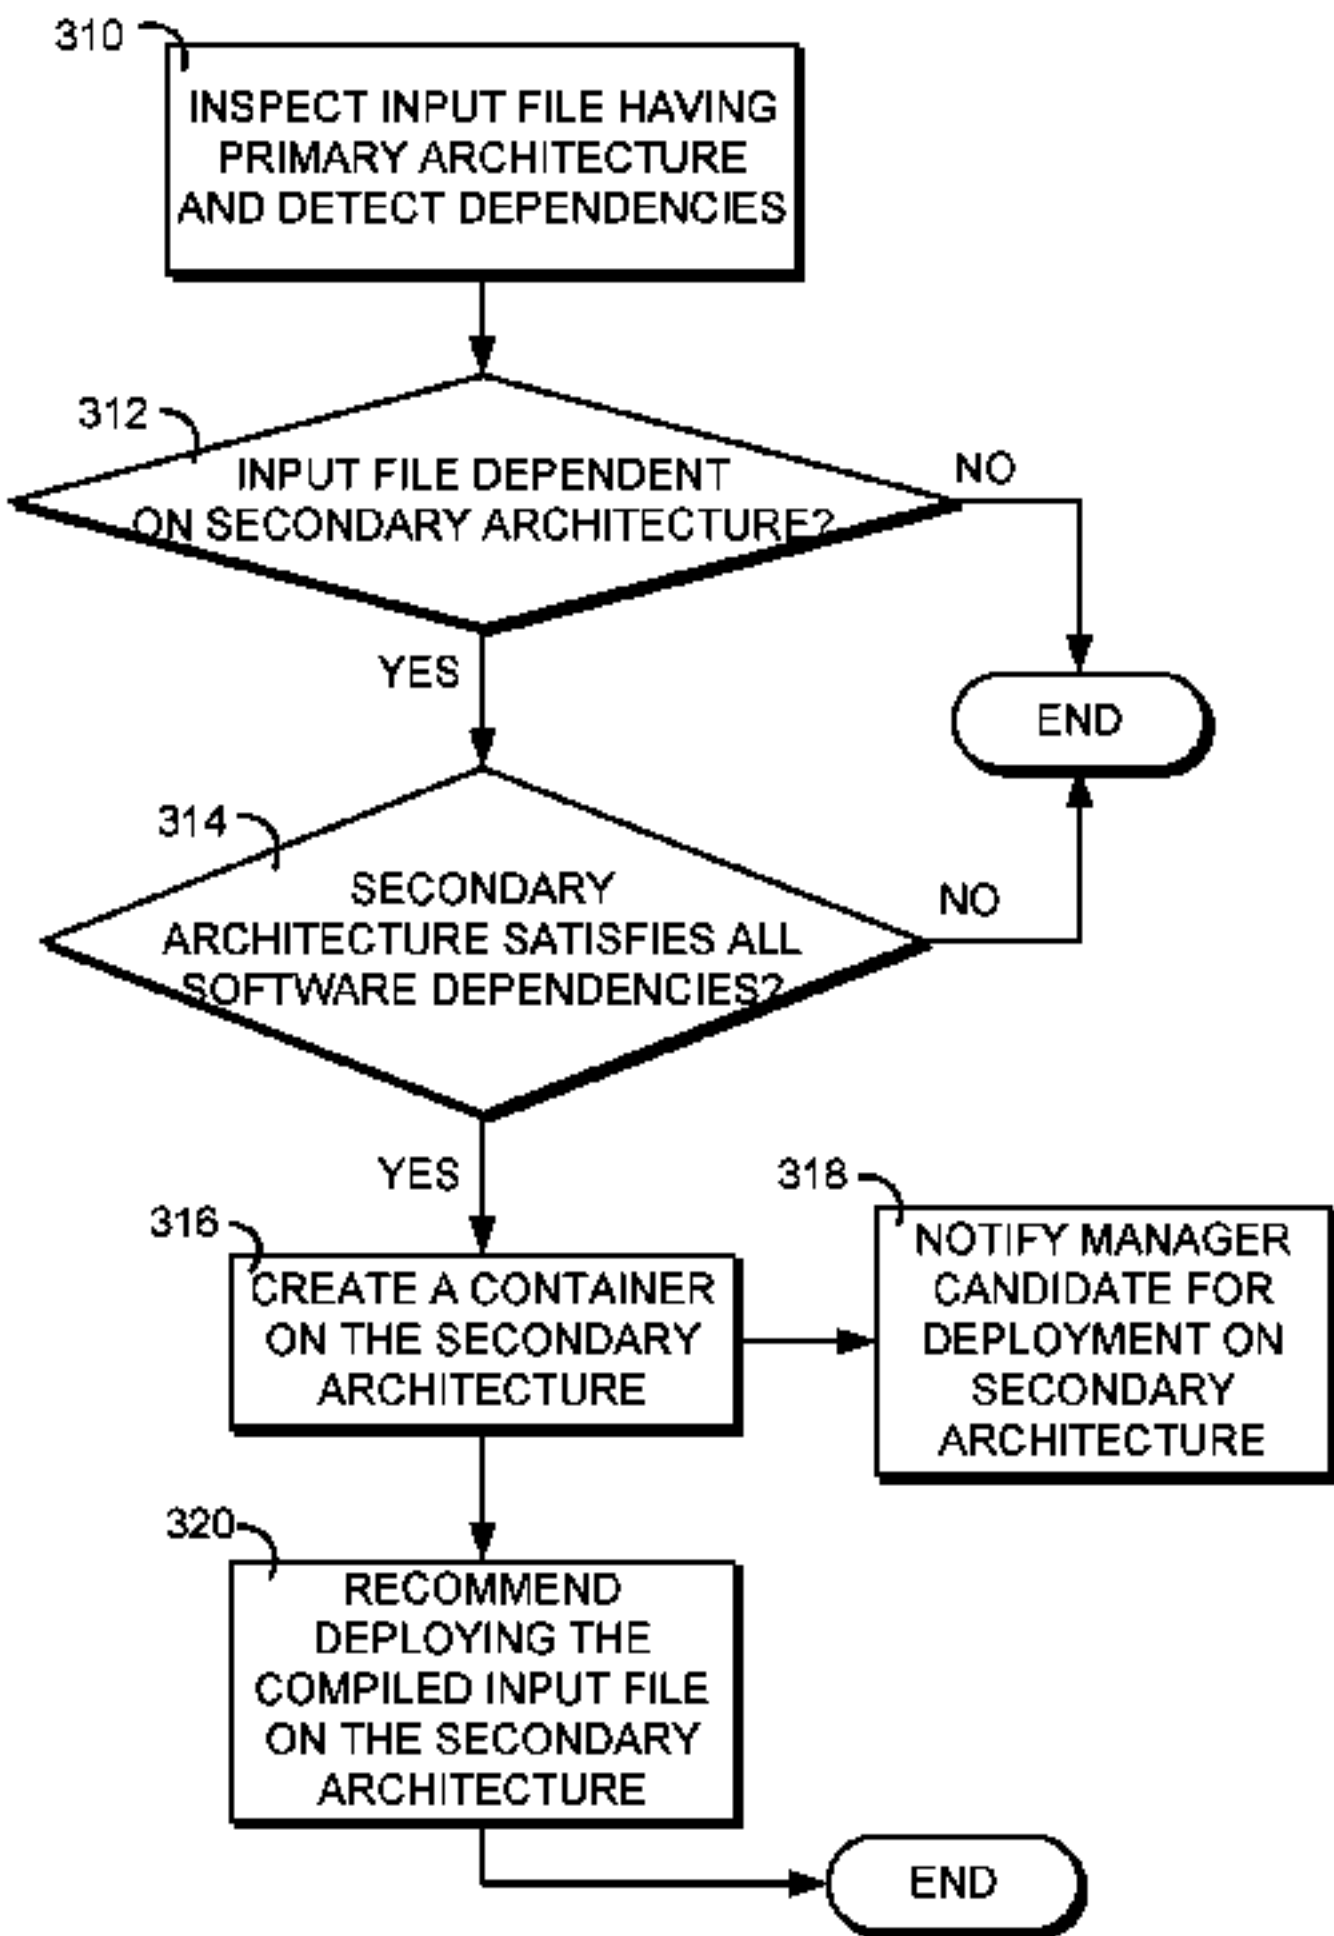 310
INSPECT INPUT FILE HAVING
PRIMARY ARCHITECTURE
AND DETECT DEPENDENCIES
312
INPUT FILE DEPENDENT
ON SECONDARY ARCHITECTURE?
NO
YES
END
314
SECONDARY
ARCHITECTURE SATISFIES ALL
SOFTWARE DEPENDENCIES?
NO
YES
316
CREATE A CONTAINER
ON THE SECONDARY
ARCHITECTURE
318
NOTIFY MANAGER
CANDIDATE FOR
DEPLOYMENT ON
SECONDARY
ARCHITECTURE
320
RECOMMEND
DEPLOYING THE
COMPILED INPUT FILE
ON THE SECONDARY
ARCHITECTURE
END